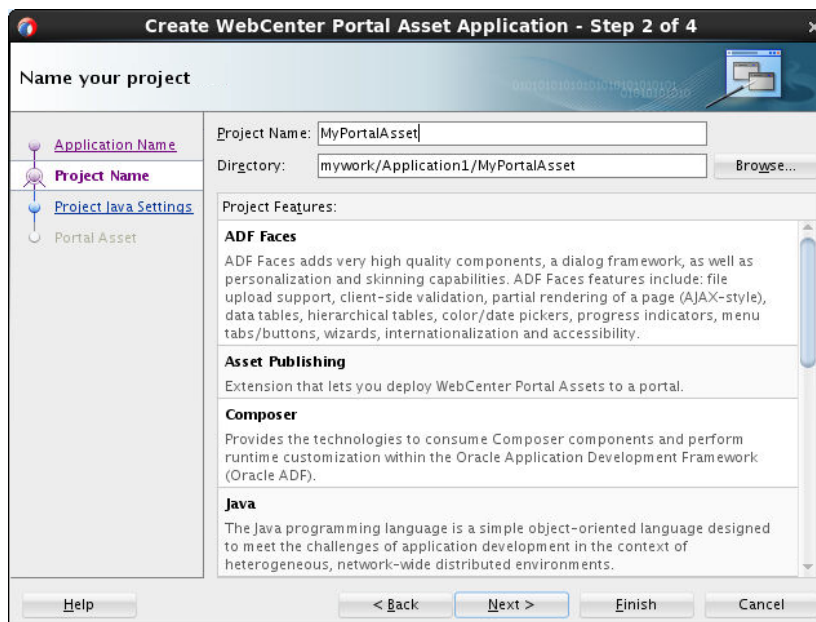 Create WebCenter Portal Asset Application - Step 2 of 4
Name your project
Application Name
Project Name
Project Java Settings
Portal Asset
Project Name: MyPortalAsset
Directory: mywork/Application1/MyPortalAsset Browse...
Project Features:
ADF Faces
ADF Faces adds very high quality components, a dialog framework, as well as
personalization and skinning capabilities. ADF Faces features include: file
upload support, client-side validation, partial rendering of a page (AJAX-style),
data tables, hierarchical tables, color/date pickers, progress indicators, menu
tabs/buttons, wizards, internationalization and accessibility.
Asset Publishing
Extension that lets you deploy WebCenter Portal Assets to a portal.
Composer
Provides the technologies to consume Composer components and perform
runtime customization within the Oracle Application Development Framework
(Oracle ADF).
Java
The Java programming language is a simple object-oriented language designed
to meet the challenges of application development in the context of
heterogeneous, network-wide distributed environments.
Help < Back Next > Finish Cancel